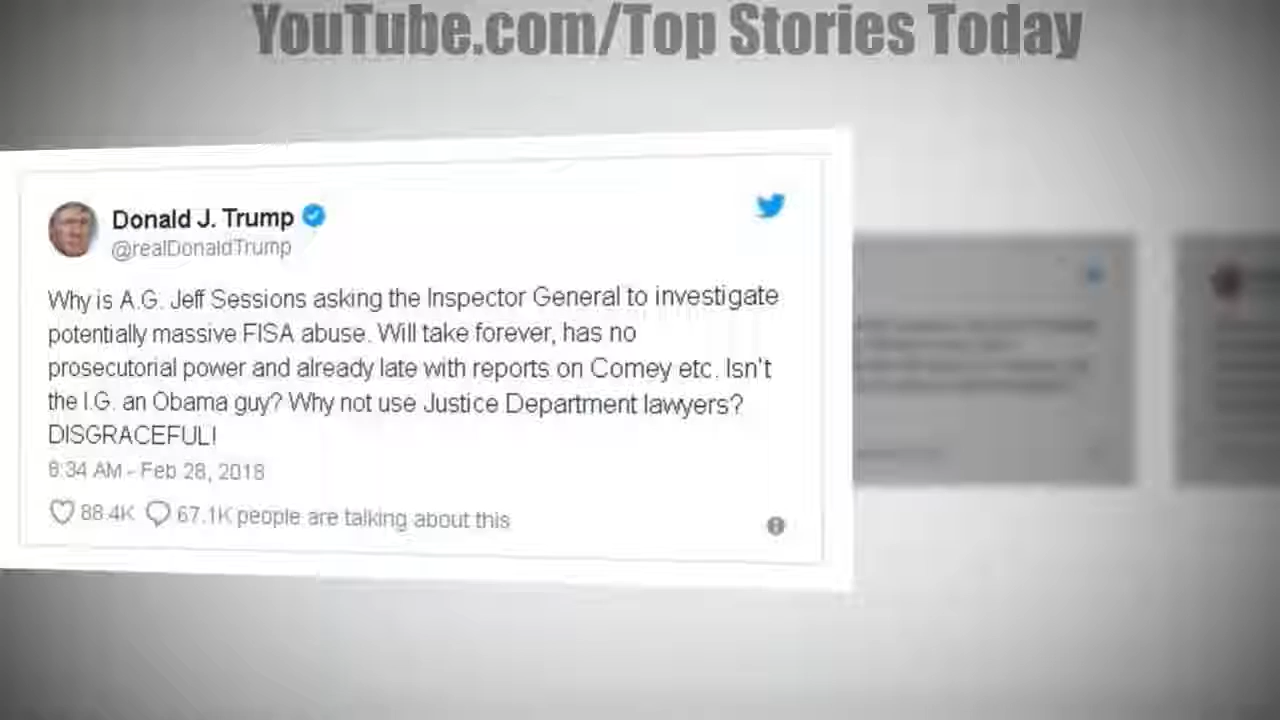 YouTube.com/Top Stories Today
Donald J. Trump
@realDonaldTrump
Why is A.G. Jeff Sessions asking the Inspector General to investigate
potentially massive FISA abuse. Will take forever, has no
prosecutorial power and already late with reports on Comey etc. Isn't
the I.G. an Obama guy? Why not use Justice Department lawyers?
DISGRACEFUL!
8:34 AM - Feb 28, 2018
88.4K 67.1K people are talking about this